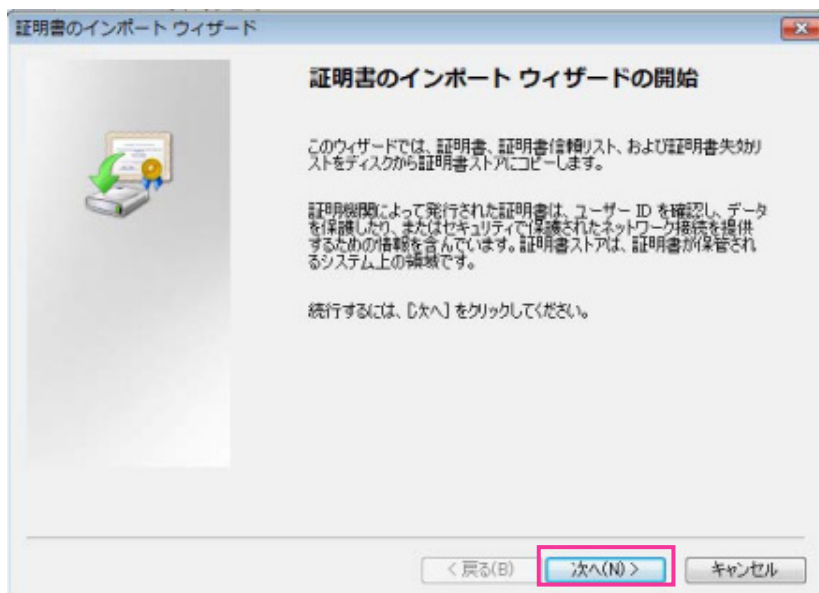 証明書のインポート ウィザード
証明書のインポート ウィザードの開始
このウィザードでは、証明書、証明書信頼リスト、および証明書失効リ
ストをディスクから証明書ストアにコピーします。
証明機関によって発行された証明書は、ユーザー ID を確認し、データ
を保護したり、またはセキュリティで保護されたネットワーク接続を提供
するための情報を含んでいます。証明書ストアは、証明書が保管され
るシステム上の領域です。
続行するには、[次へ] をクリックしてください。
< 戻る(B)
次へ(N) >
キャンセル